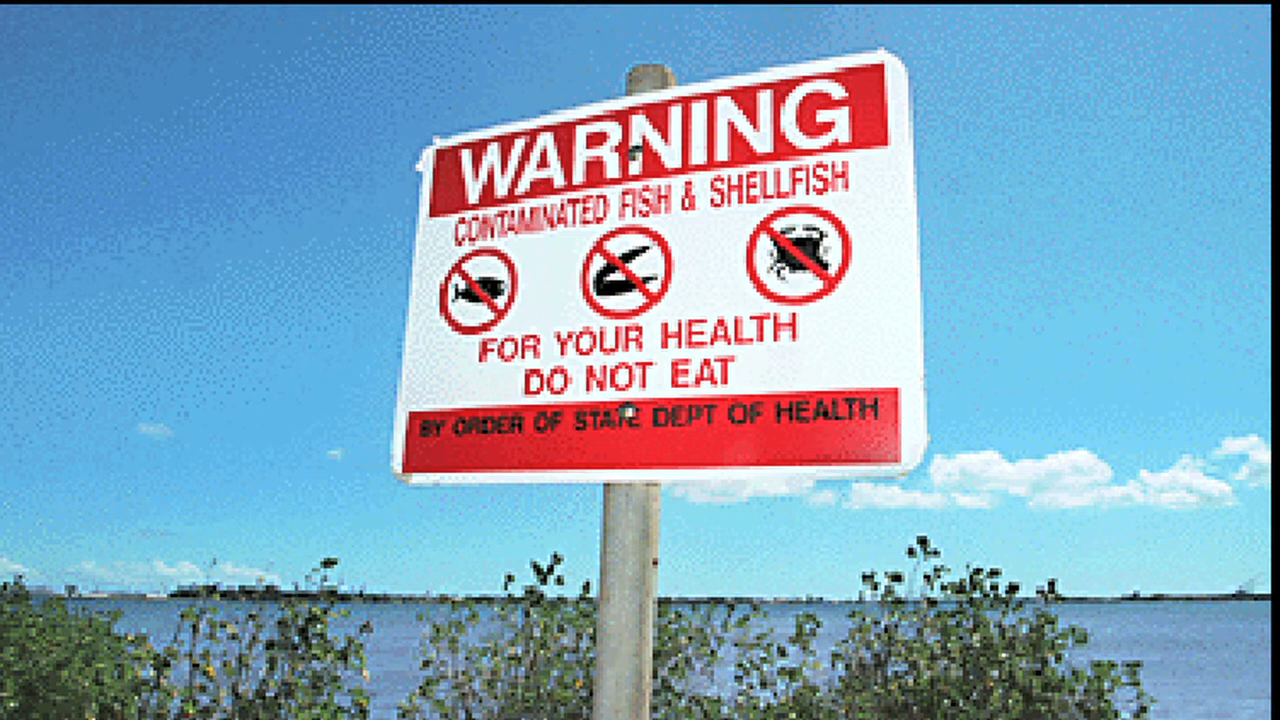 WARNING
CONTAMINATED FISH & SHELLFISH
FOR YOUR HEALTH
DO NOT EAT
BY ORDER OF STATE DEPT OF HEALTH